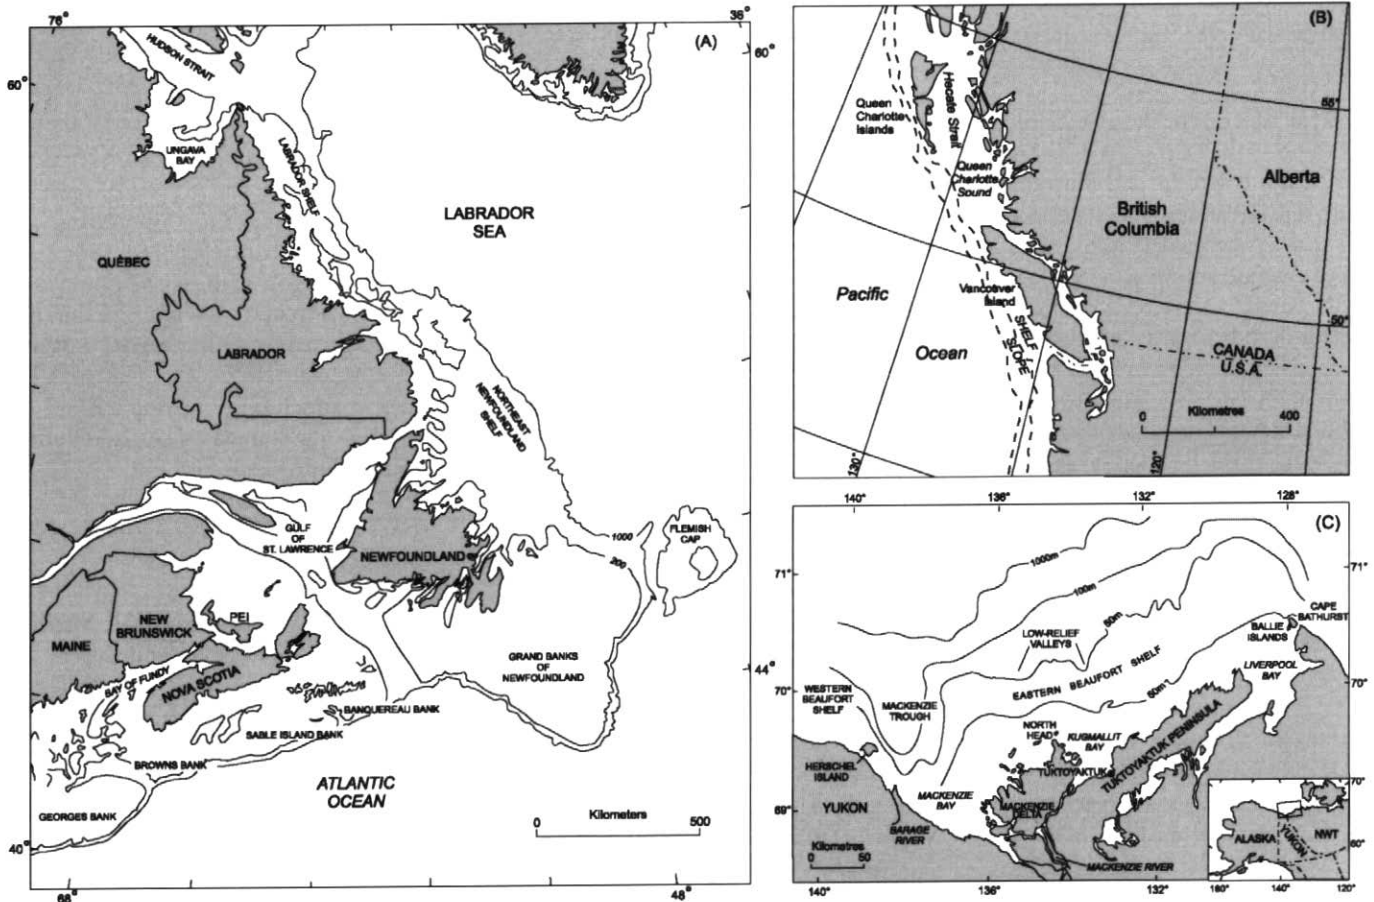 76°
36°
(A)
60°
60°
HUDSON STRAIT
UNGAVA
BAY
LABRADOR SHELF
LABRADOR
SEA
QUÊBEC
LABRADOR
NORTHEAST
NEWFOUNDLAND
SHELF
1000
200
FLEMISH
CAP
GULF
OF
ST. LAWRENCE
NEWFOUNDLAND
PEI
NEW
BRUNSWICK
MAINE
BAY OF FUNDY
NOVA SCOTIA
GRAND BANKS
OF
NEWFOUNDLAND
44°
BANQUEREAU BANK
SABLE ISLAND BANK
BROWNS BANK
GEORGES BANK
ATLANTIC
OCEAN
Kilometers
0
500
40°
68°
48°
(B)
55°
Queen
Charlotte
Islands
Hecate Strait
Queen
Charlotte
Sound
Alberta
British
Columbia
Pacific
Ocean
Vancouver
Island
SHELF
SLOPE
50°
CANADA
U.S.A.
0
Kilometres
400
130°
120°
140°
136°
132°
128°
(C)
1000m
71°
71°
100m
50m
CAPE
BATHURST
BALLIE
ISLANDS
LOW-RELIEF
VALLEYS
LIVERPOOL
BAY
EASTERN BEAUFORT SHELF
50m
70°
70°
WESTERN
BEAUFORT
SHELF
MACKENZIE
TROUGH
NORTH
HEAD
KUGMALLIT
BAY
TUKTOYAKTUK PENINSULA
TUKTOYAKTUK
HERSCHEL
ISLAND
MACKENZIE
BAY
MACKENZIE
DELTA
YUKON
69°
BARAGE
RIVER
Kilometres
0
50
MACKENZIE RIVER
70°
ALASKA
YUKON
NWT
60°
160°
140°
120°
140°
136°
132°